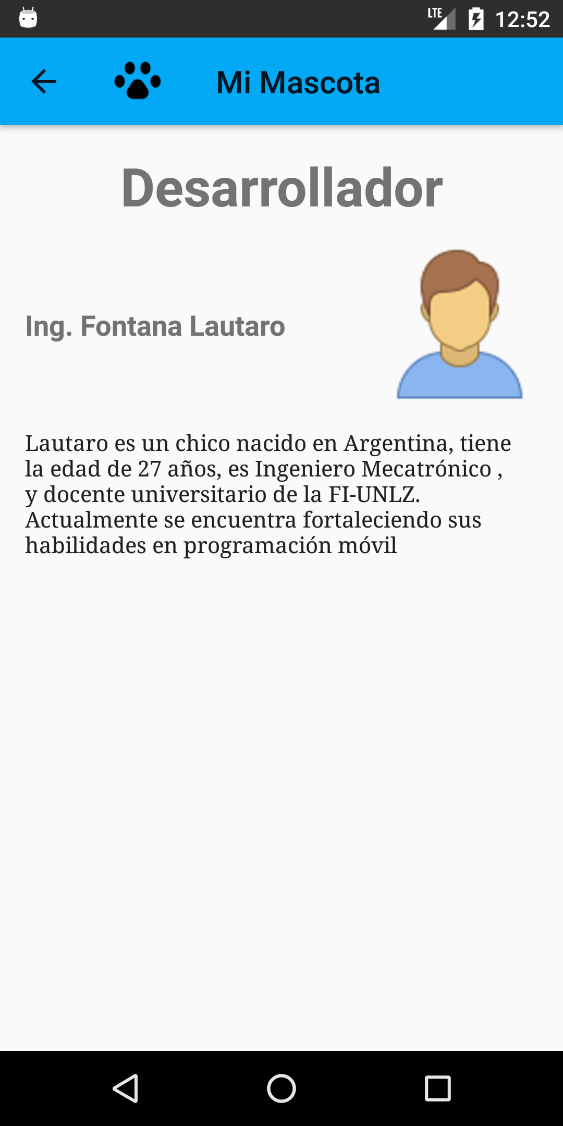 LTE 12:52
Mi Mascota
Desarrollador
Ing. Fontana Lautaro
Lautaro es un chico nacido en Argentina, tiene
la edad de 27 años, es Ingeniero Mecatrónico ,
y docente universitario de la FI-UNLZ.
Actualmente se encuentra fortaleciendo sus
habilidades en programación móvil